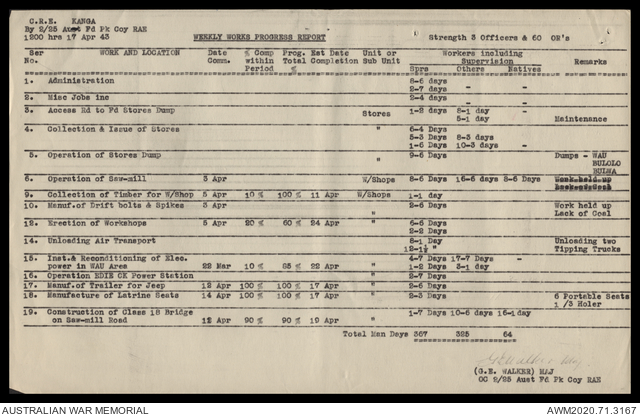 C.R.E. KANGA
By 2/25 Aust Fd Pk Coy RAE
1200 hrs 17 Apr 43 WEEKLY WORKS PROGRESS REPORT Strength 3 Officers & 60 OR's
Ser No. WORK AND LOCATION Date Comm. % Comp within Period Prog. Total % Est Date Completion Unit or Sub Unit Workers including Supervision Sprs Others Natives Remarks
1. Administration 8-6 days - -
2-7 days
2. Misc Jobs inc 2-4 days - -
3. Access Rd to Fd Stores Dump Stores 1-2 days 8-1 day
5-1 day Maintenance
4. Collection & Issue of Stores " 6-4 Days
5-3 Days 8-3 days
1-6 Days 10-3 days -
5. Operation of Stores Dump " 9-6 Days Dumps - WAU
BULOLO
BULWA
6. Operation of Saw-mill 3 Apr W/Shops 8-6 Days 16-6 days 8-6 Days Work held up
9. Collection of Timber for W/Shop 5 Apr 10 % 100 % 11 Apr W/Shops 1-1 day
10. Manuf.of Drift bolts & Spikes 3 Apr " 2-6 Days Work held up
Lack of Coal
12. Erection of Workshops 5 Apr 20 % 60 % 24 Apr " 6-6 Days
2-2 Days
14. Unloading Air Transport 8-1 Day Unloading two
12-1½ " Tipping Trucks
15. Inst.& Reconditioning of Elec. 4-7 Days 17-7 Days -
power in WAU Area 22 Mar 10 % 85 % 22 Apr " 1-2 Days 3-1 day
16. Operation EDIE CK Power Station " 2-7 Days
17. Manuf.of Trailer for Jeep 12 Apr 100 % 100 % 17 Apr " 2-6 Days
18. Manufacture of Latrine Seats 14 Apr 100 % 100 % 17 Apr " 2-3 Days 6 Portable Seats
1 /3 Holer
19. Construction of Class 18 Bridge 1-7 Days 10-6 days 16-1 day
on Saw-mill Road 12 Apr 90 % 90 % 19 Apr "
Total Man Days 367 325 64
(G.E. WALKER) MAJ
OC 2/25 Aust Fd Pk Coy RAE
AUSTRALIAN WAR MEMORIAL AWM2020.71.3167